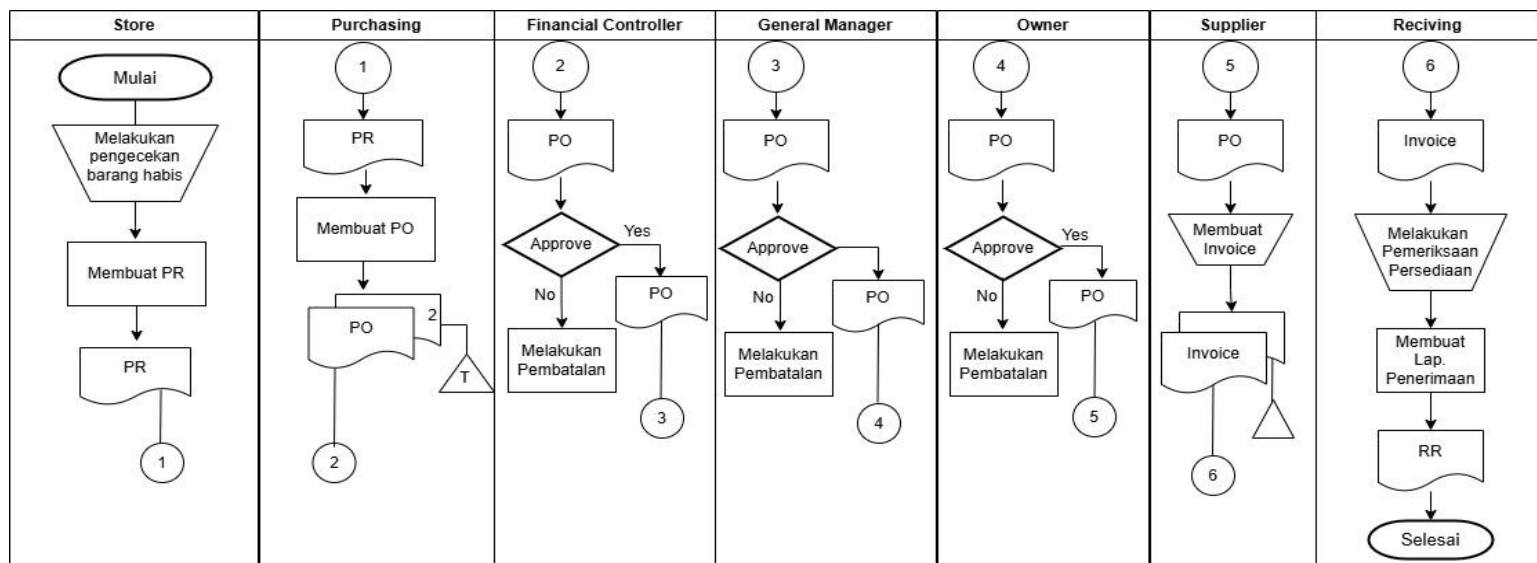 Store
Mulai
Melakukan
pengecekan
barang habis
Membuat PR
PR
1
Purchasing
1
PR
Membuat PO
PO
2
T
2
Financial Controller
2
PO
Approve
Yes
No
PO
Melakukan
Pembatalan
3
General Manager
3
PO
Approve
No
PO
Melakukan
Pembatalan
4
Owner
4
PO
Approve
Yes
No
PO
Melakukan
Pembatalan
5
Supplier
5
PO
Membuat
Invoice
Invoice
6
Reciving
6
Invoice
Melakukan
Pemeriksaan
Persediaan
Membuat
Lap.
Penerimaan
RR
Selesai